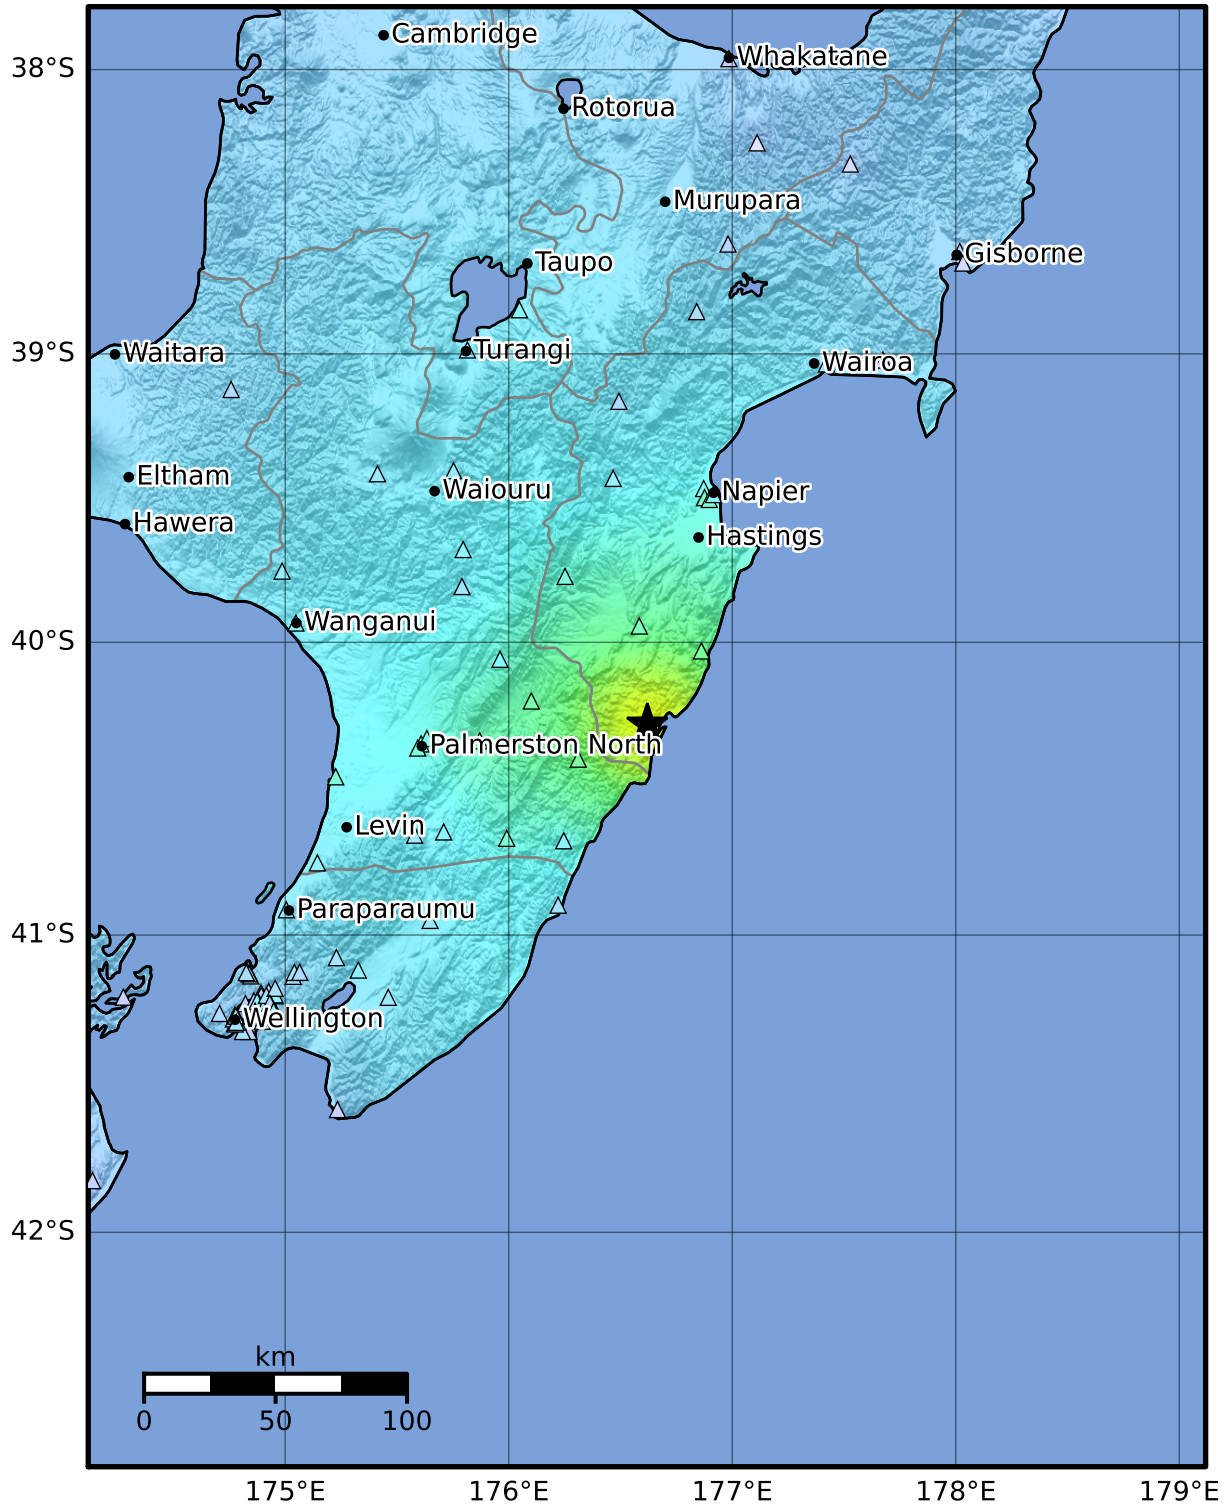 Cambridge
Whakatane
38°S
Rotorua
Murupara
Gisborne
Taupo
Turangi
39°S
Waitara
Wairoa
Eltham
Waiouru
Napier
Hawera
Hastings
Wanganui
40°S
Palmerston North
Levin
Paraparaumu
41°S
Wellington
42°S
km
0 50 100
175°E 176°E 177°E 178°E 179°E